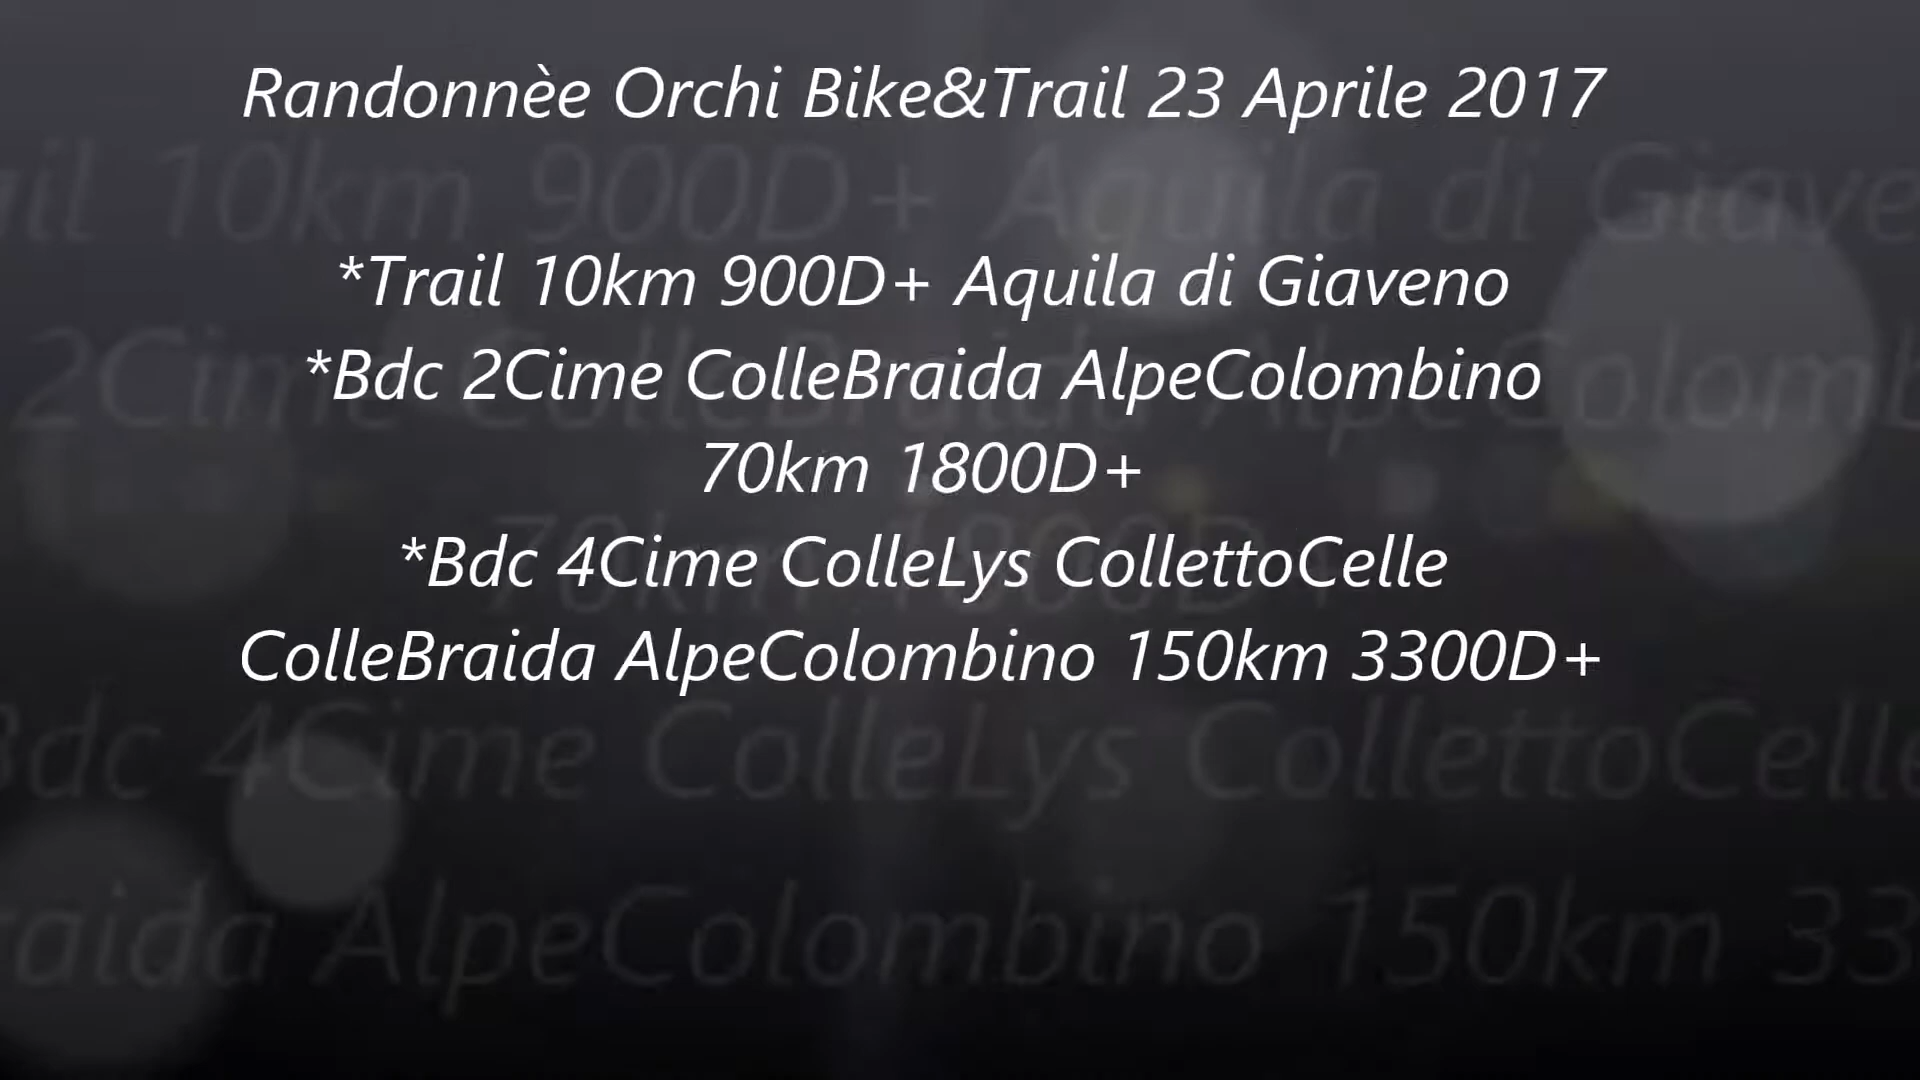 Randonnèe Orchi Bike&Trail 23 Aprile 2017
*Trail 10km 900D+ Aquila di Giaveno
*Bdc 2Cime ColleBraida AlpeColombino
70km 1800D+
*Bdc 4Cime ColleLys CollettoCelle
ColleBraida AlpeColombino 150km 3300D+